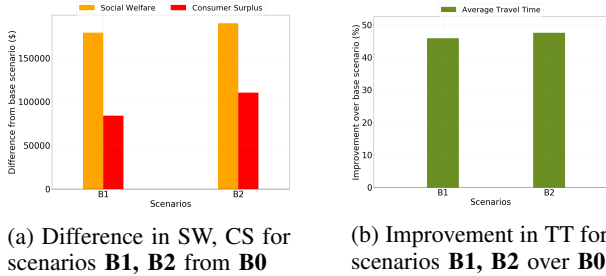 Social Welfare
Consumer Surplus
Difference from base scenario ($)
150000
100000
50000
0
B1
B2
Scenarios
(a) Difference in SW, CS for
scenarios B1, B2 from B0
Average Travel Time
Improvement over base scenario (%)
50
40
30
20
10
0
B1
B2
Scenarios
(b) Improvement in TT for
scenarios B1, B2 over B0